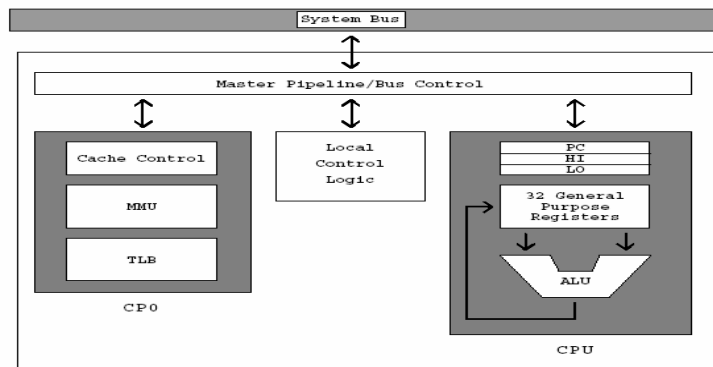 System Bus
Master Pipeline/Bus Control
Cache Control
MMU
TLB
CP0
Local
Control
Logic
PC
HI
LO
32 General
Purpose
Registers
ALU
CPU